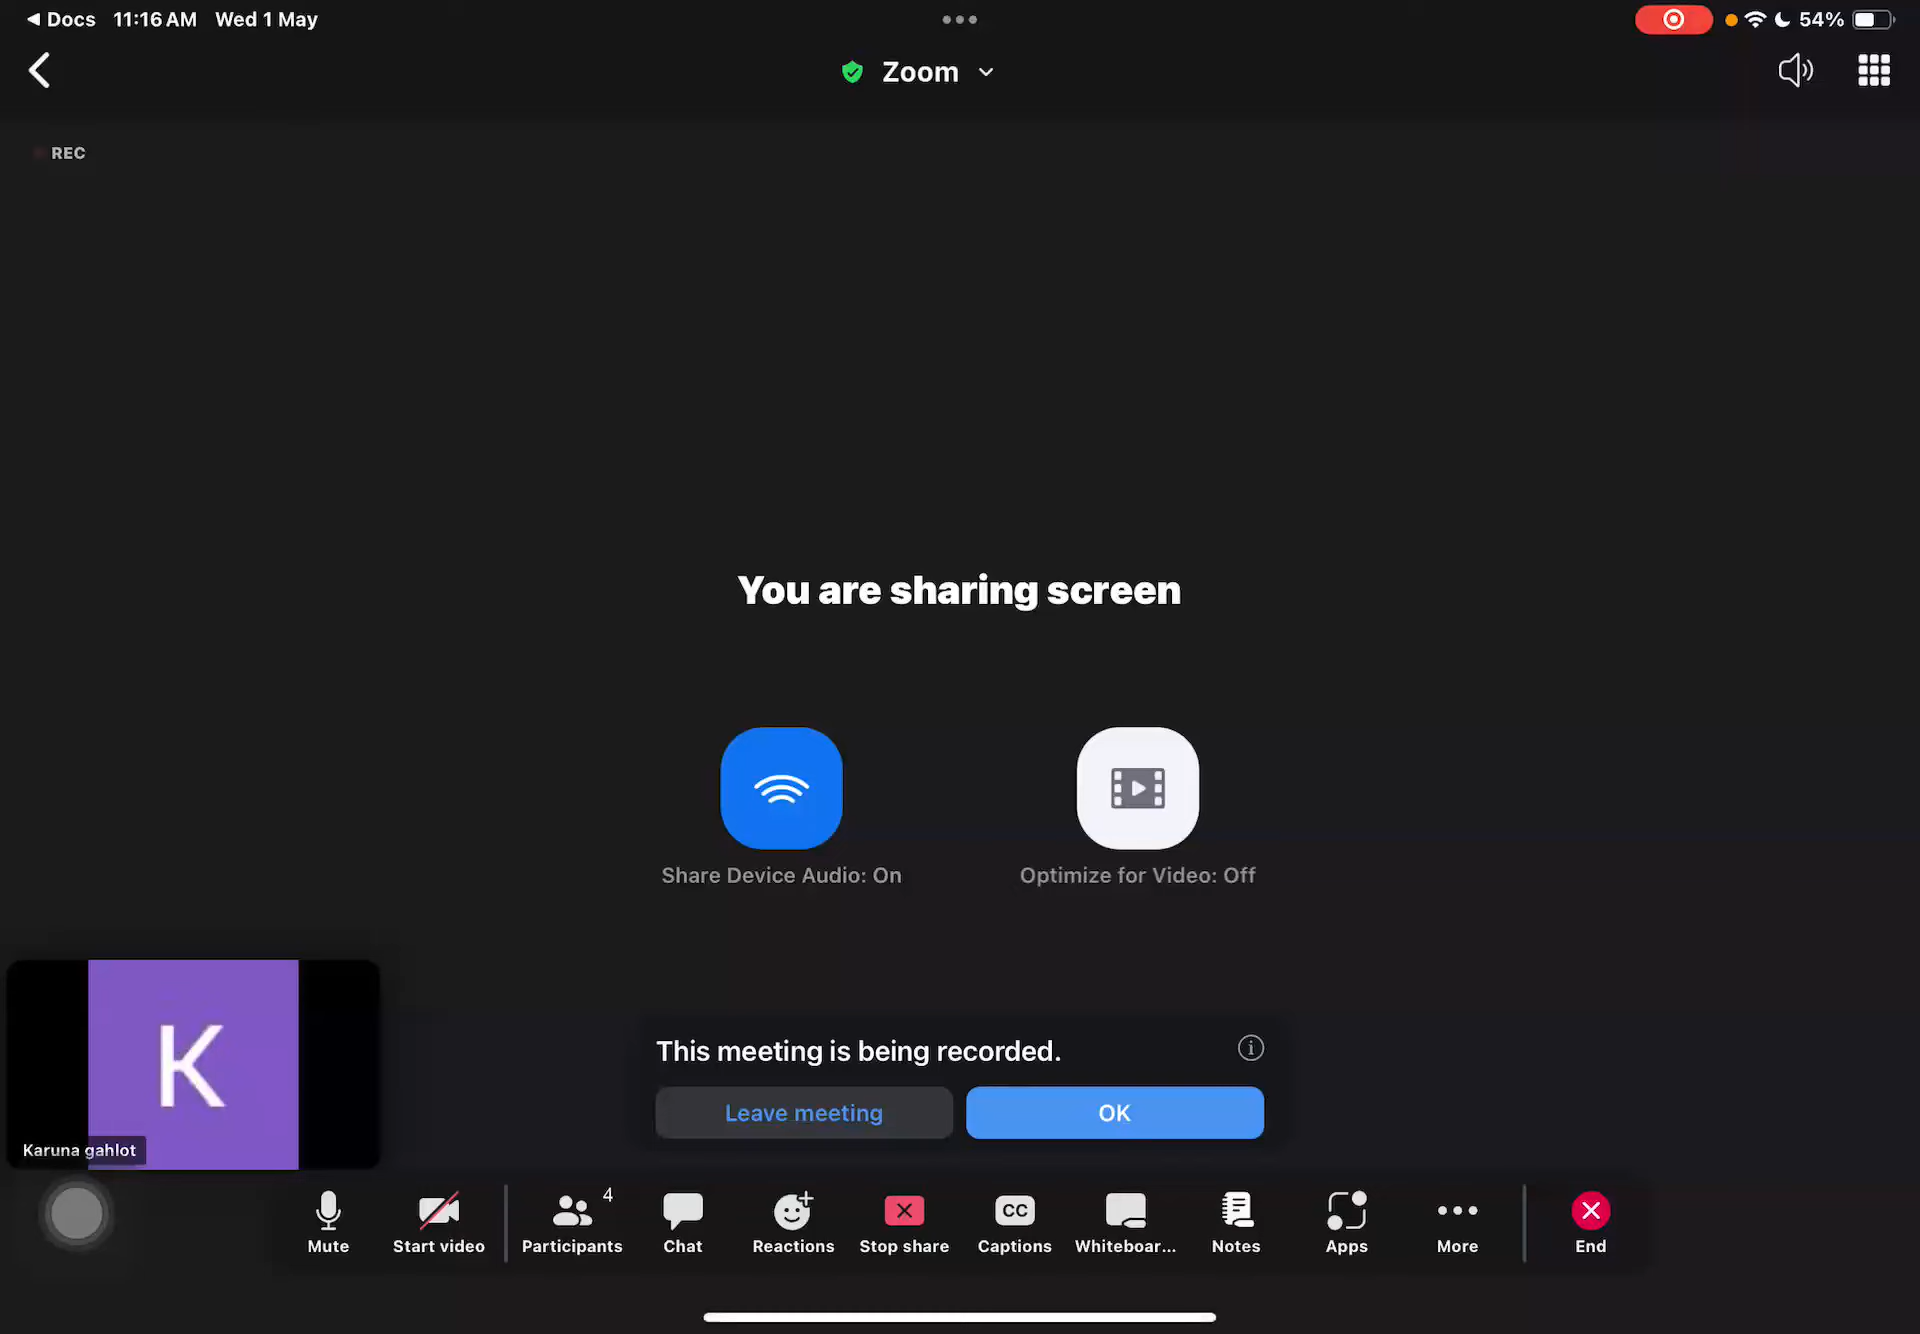 Docs 11:16 AM Wed 1 May
54%
Zoom
REC
You are sharing screen
Share Device Audio: On
Optimize for Video: Off
K
Karuna gahlot
This meeting is being recorded.
Leave meeting
OK
4
Mute
Start video
Participants
Chat
Reactions
Stop share
CC
Captions
Whiteboar...
Notes
Apps
More
End